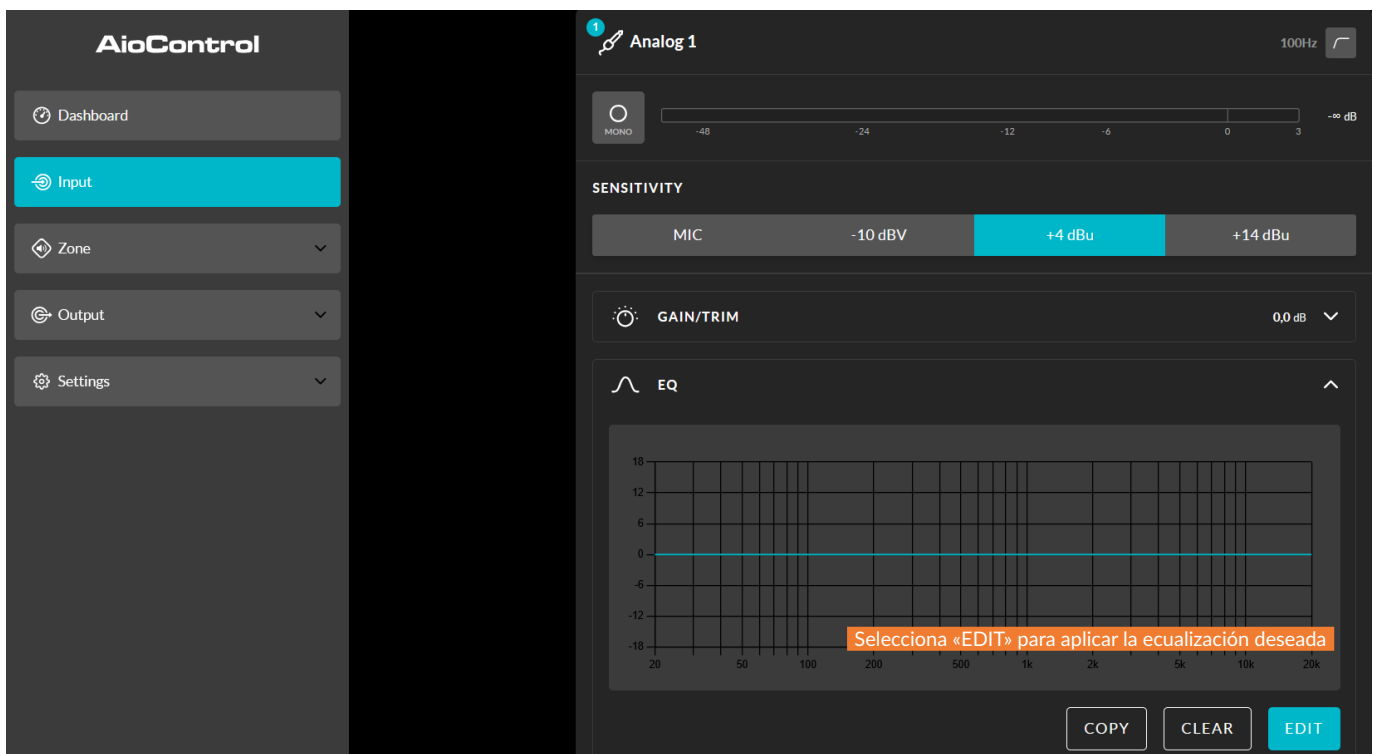 AioControl
Dashboard
Input
Zone
Output
Settings
1
Analog 1
100Hz
MONO
-48 -24 -12 -6 0 3
-∞ dB
SENSITIVITY
MIC -10 dBV +4 dBu +14 dBu
GAIN/TRIM 0,0 dB
EQ
18
12
6
0
-6
-12
-18
Selecciona «EDIT» para aplicar la ecualización deseada
20 50 100 200 500 1k 2k 5k 10k 20k
COPY CLEAR EDIT